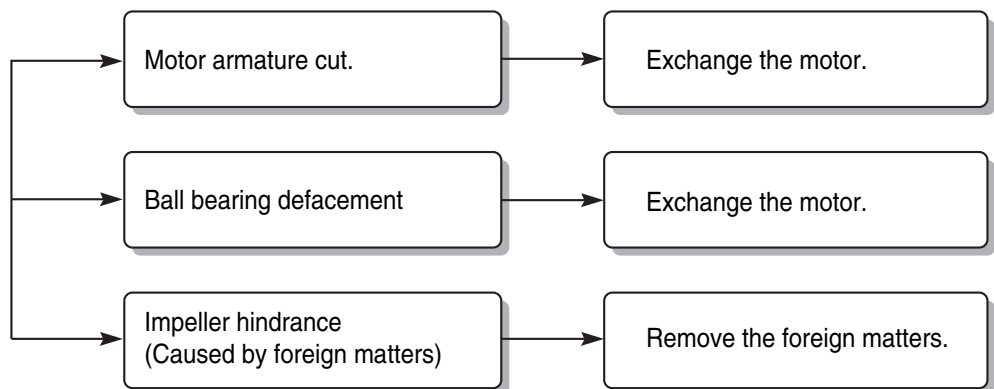 Motor armature cut.
Exchange the motor.
Ball bearing defacement
Exchange the motor.
Impeller hindrance
(Caused by foreign matters)
Remove the foreign matters.